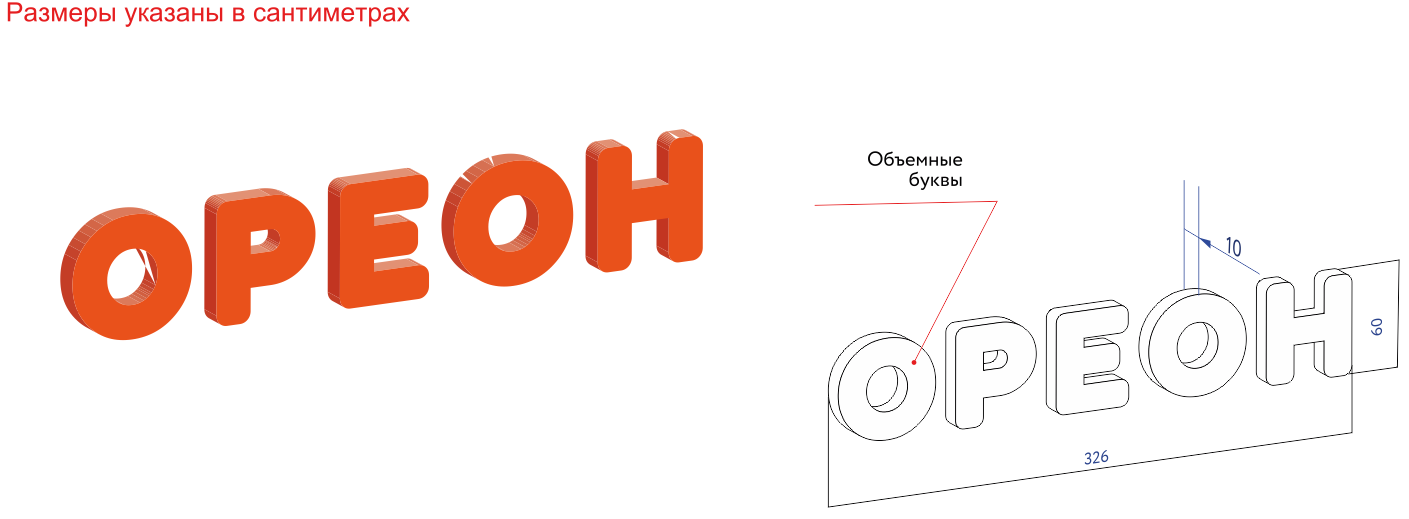 Размеры указаны в сантиметрах
ОРЕОН
Объемные
буквы
10
ОРЕОН
60
326